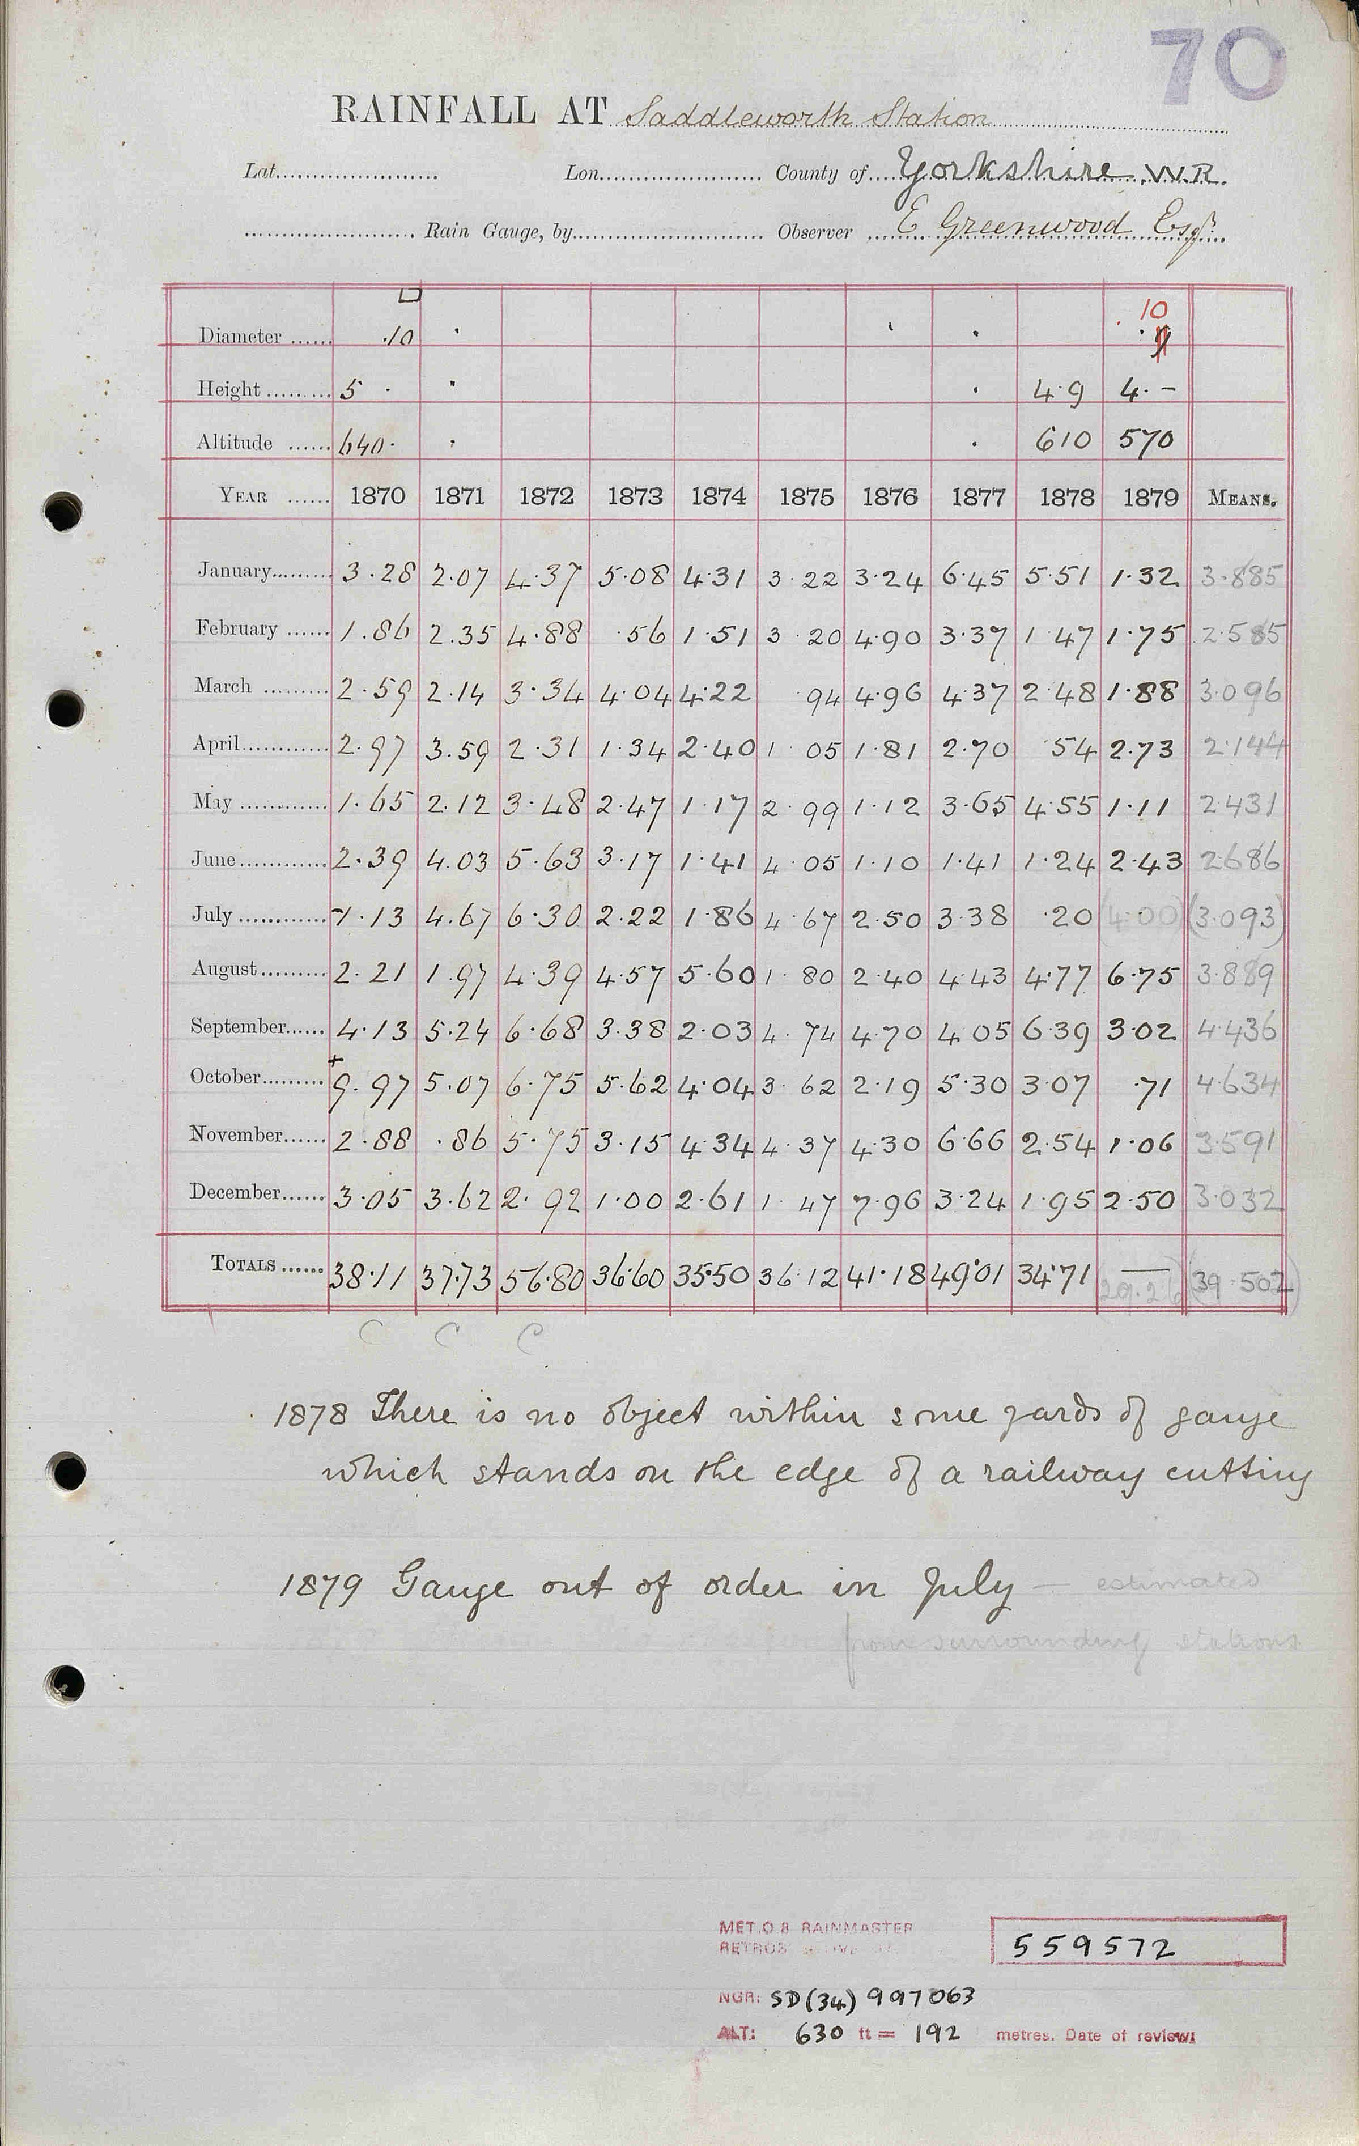 70
RAINFALL AT Saddleworth Station
Lat. Lon. County of Yorkshire W.R.
Rain Gauge, by Observer E Greenwood Esqr.
10
Diameter ...... 10
Height ......... 5 4.9 4.-
Altitude ...... 640 610 570
YEAR ...... 1870 1871 1872 1873 1874 1875 1876 1877 1878 1879 MEANS.
January......... 3.28 2.07 4.37 5.08 4.31 3 22 3.24 6.45 5.51 1.32 3.885
February ...... 1.86 2.35 4.88 .56 1.51 3 20 4.90 3.37 1 47 1.75 2.585
March ......... 2.59 2.14 3.34 4.04 4.22 .94 4.96 4.37 2.48 1.88 3.096
April............ 2.97 3.59 2.31 1.34 2.40 1 05 1.81 2.70 54 2.73 2.144
May ............ 1.65 2.12 3.48 2.47 1.17 2 99 1.12 3.65 4.55 1.11 2.431
June............ 2.39 4.03 5.63 3.17 1.41 4 05 1.10 1.41 1.24 2.43 2.686
July ............ 1.13 4.67 6.30 2.22 1.86 4 67 2.50 3.38 .20 (4.00) (3.093)
August ......... 2.21 1.97 4.39 4.57 5.60 1 80 2.40 4.43 4.77 6.75 3.889
September...... 4.13 5.24 6.68 3.38 2.03 4 74 4.70 4.05 6.39 3.02 4.436
October......... + 9.97 5.07 6.75 5.62 4.04 3 62 2.19 5.30 3.07 .71 4.634
November...... 2.88 .86 5.75 3.15 4.34 4 37 4.30 6.66 2.54 1.06 3.591
December...... 3.05 3.62 2.92 1.00 2.61 1 47 7.96 3.24 1.95 2.50 3.032
TOTALS ...... 38.11 37.73 56.80 36.60 35.50 36.12 41.18 49.01 34.71 — (29.26) (39.502)
C C C
1878 There is no object within some yards of gauge
which stands on the edge of a railway cutting
1879 Gauge out of order in July — estimated
from surrounding stations
MET.O.8 RAINMASTER
559572
NGR: SD(34) 997063
ALT: 630 ft = 192 metres. Date of review: